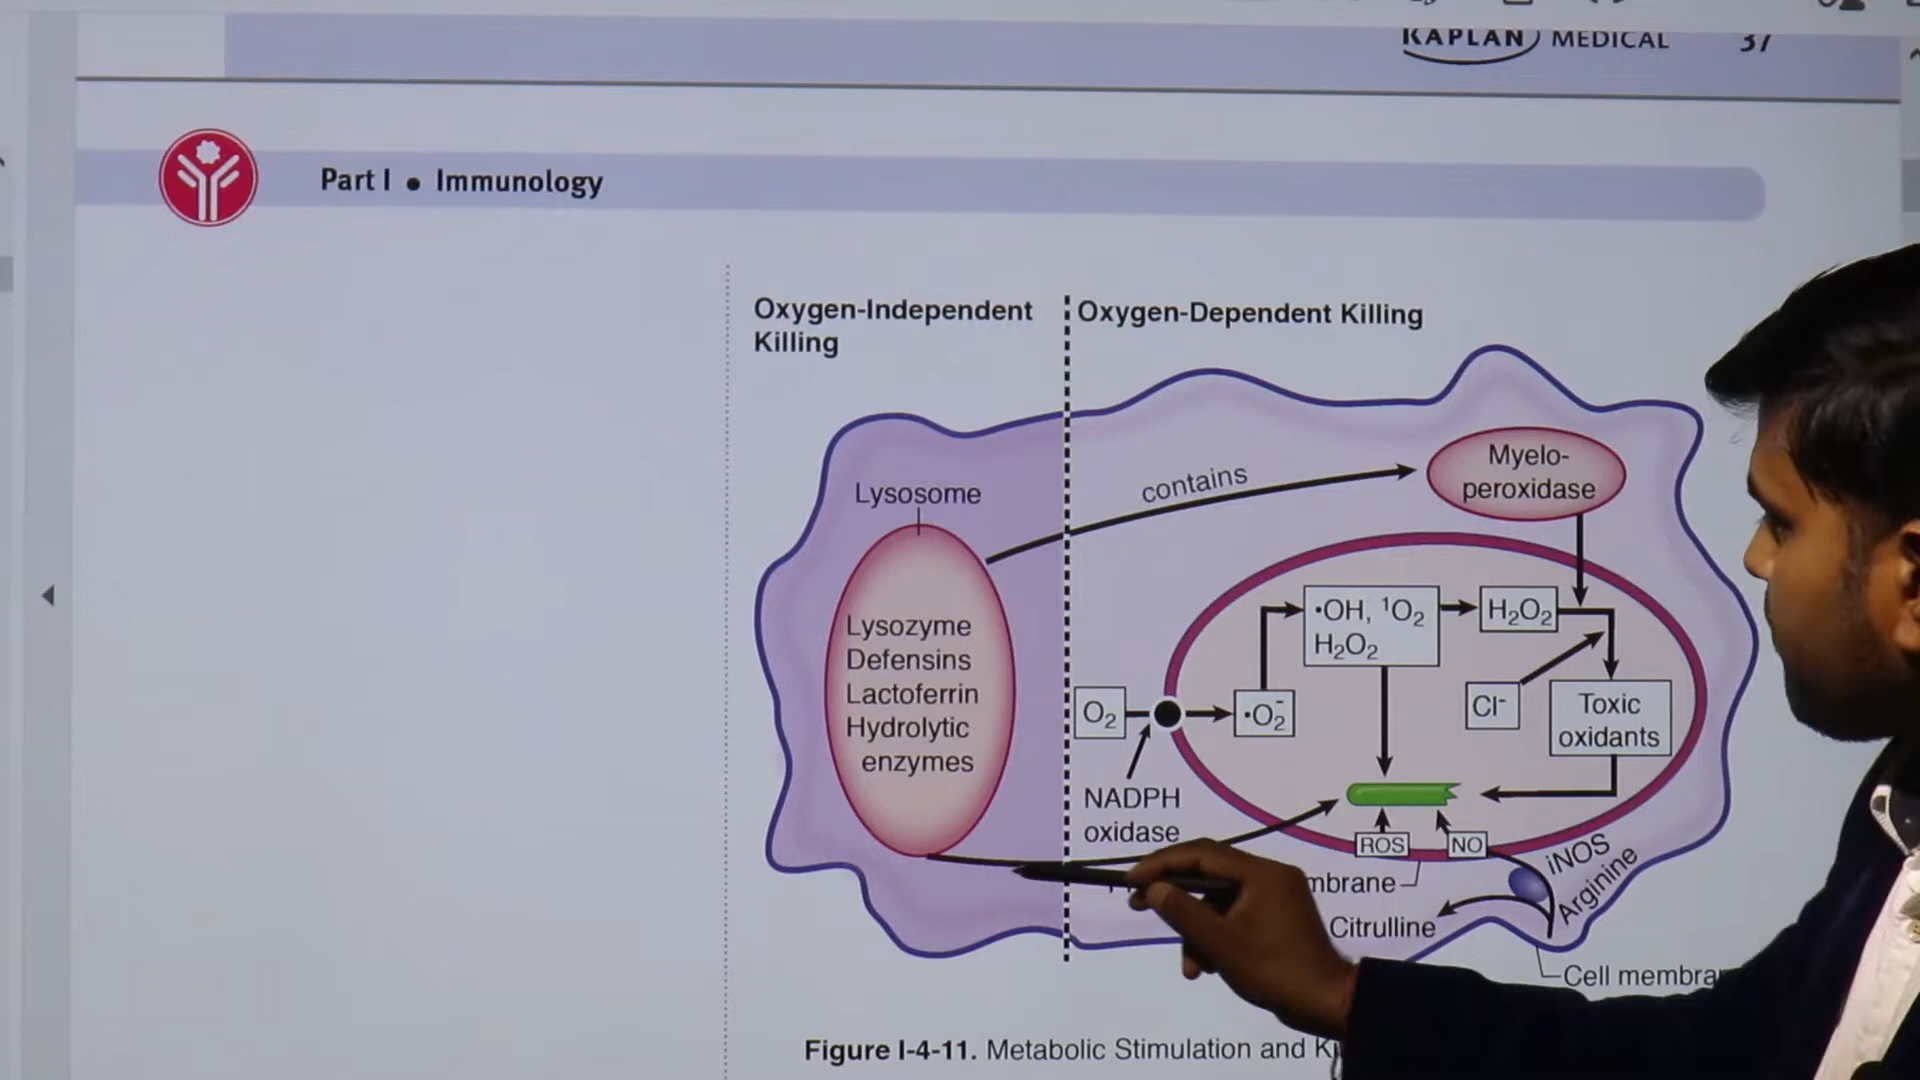 KAPLAN MEDICAL 37
Part I • Immunology
Oxygen-Independent
Killing
Oxygen-Dependent Killing
Lysosome
contains
Myelo-
peroxidase
Lysozyme
Defensins
Lactoferrin
Hydrolytic
enzymes
O₂
NADPH
oxidase
•O₂⁻
•OH, ¹O₂
H₂O₂
H₂O₂
Cl⁻
Toxic
oxidants
ROS
NO
iNOS
Arginine
Citrulline
Cell
Figure I-4-11. Metabolic Stimulation and